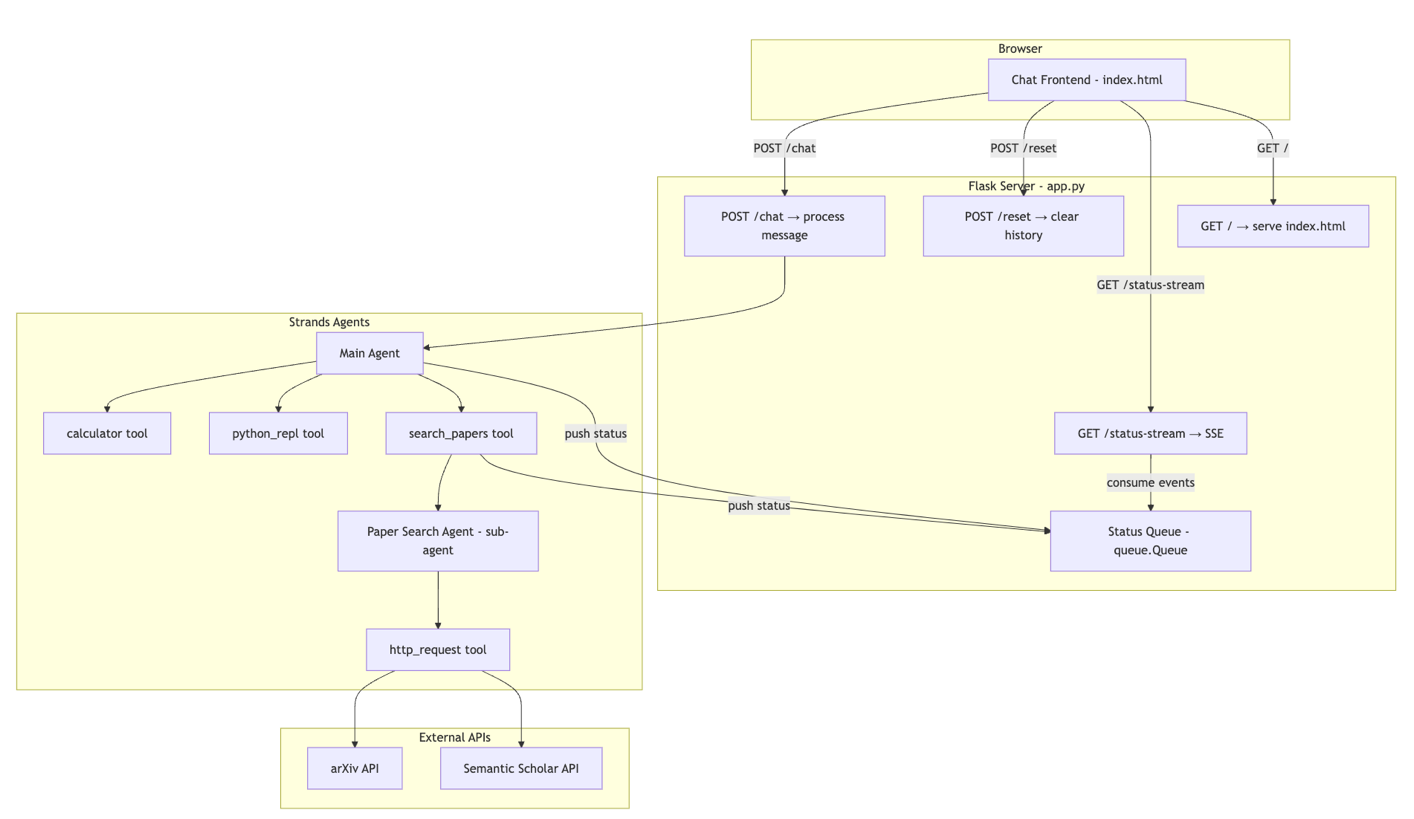 Browser
Chat Frontend - index.html
POST /chat
POST /reset
GET /
Flask Server - app.py
POST /chat → process
message
POST /reset → clear
history
GET / → serve index.html
GET /status-stream
Strands Agents
Main Agent
calculator tool
python_repl tool
search_papers tool
push status
GET /status-stream → SSE
consume events
push status
Paper Search Agent - sub-
agent
Status Queue -
queue.Queue
http_request tool
External APIs
arXiv API
Semantic Scholar API